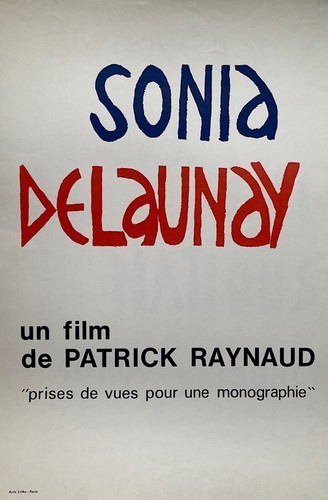 SONIa
DELaUNaY
un film
de PATRICK RAYNAUD
"prises de vues pour une monographie"